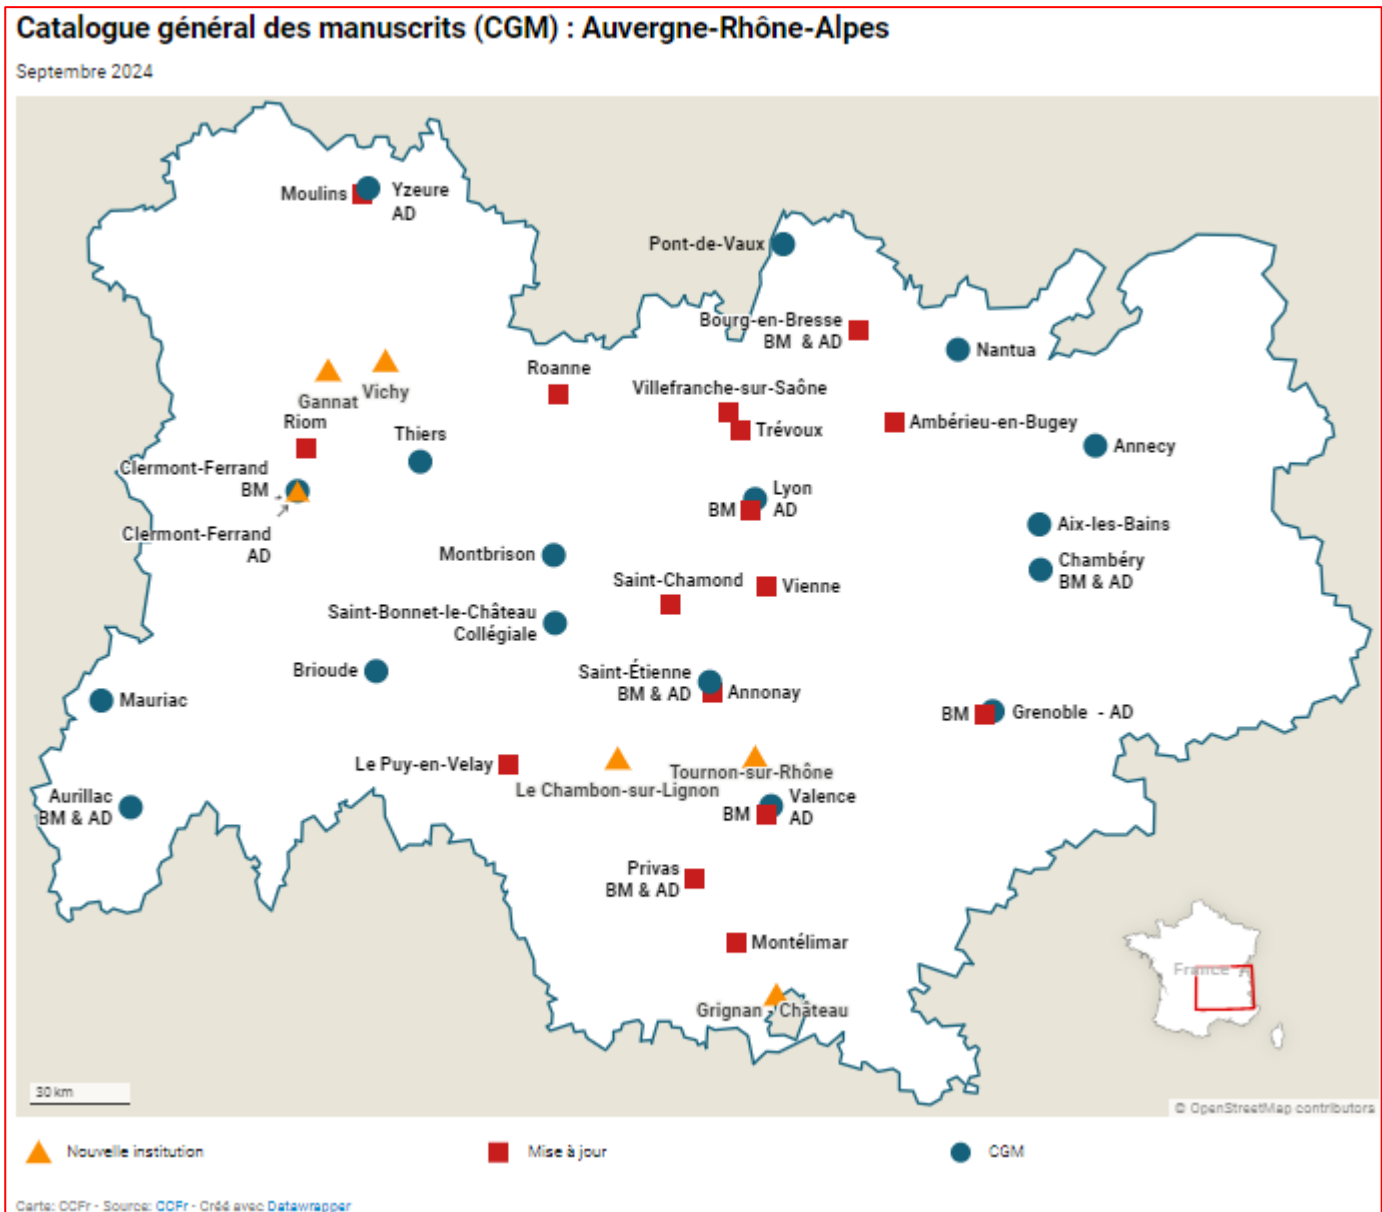 Catalogue général des manuscrits (CGM) : Auvergne-Rhône-Alpes
Septembre 2024
Moulins
Yzeure
AD
Pont-de-Vaux
Bourg-en-Bresse
BM & AD
Nantua
Roanne
Villefranche-sur-Saône
Gannat
Vichy
Riom
Trévoux
Ambérieu-en-Bugey
Thiers
Annecy
Clermont-Ferrand
BM
Lyon
AD
BM
Clermont-Ferrand
AD
Aix-les-Bains
Montbrison
Chambéry
BM & AD
Saint-Chamond
Vienne
Saint-Bonnet-le-Château
Collégiale
Brioude
Saint-Étienne
BM & AD
Annonay
Mauriac
BM
Grenoble - AD
Le Puy-en-Velay
Tournon-sur-Rhône
Le Chambon-sur-Lignon
Aurillac
BM & AD
Valence
AD
BM
Privas
BM & AD
Montélimar
France
Grignan - Château
30 km
© OpenStreetMap contributors
Nouvelle institution
Mise à jour
CGM
Carte: CCFr - Source: CCFr - Créé avec Datawrapper